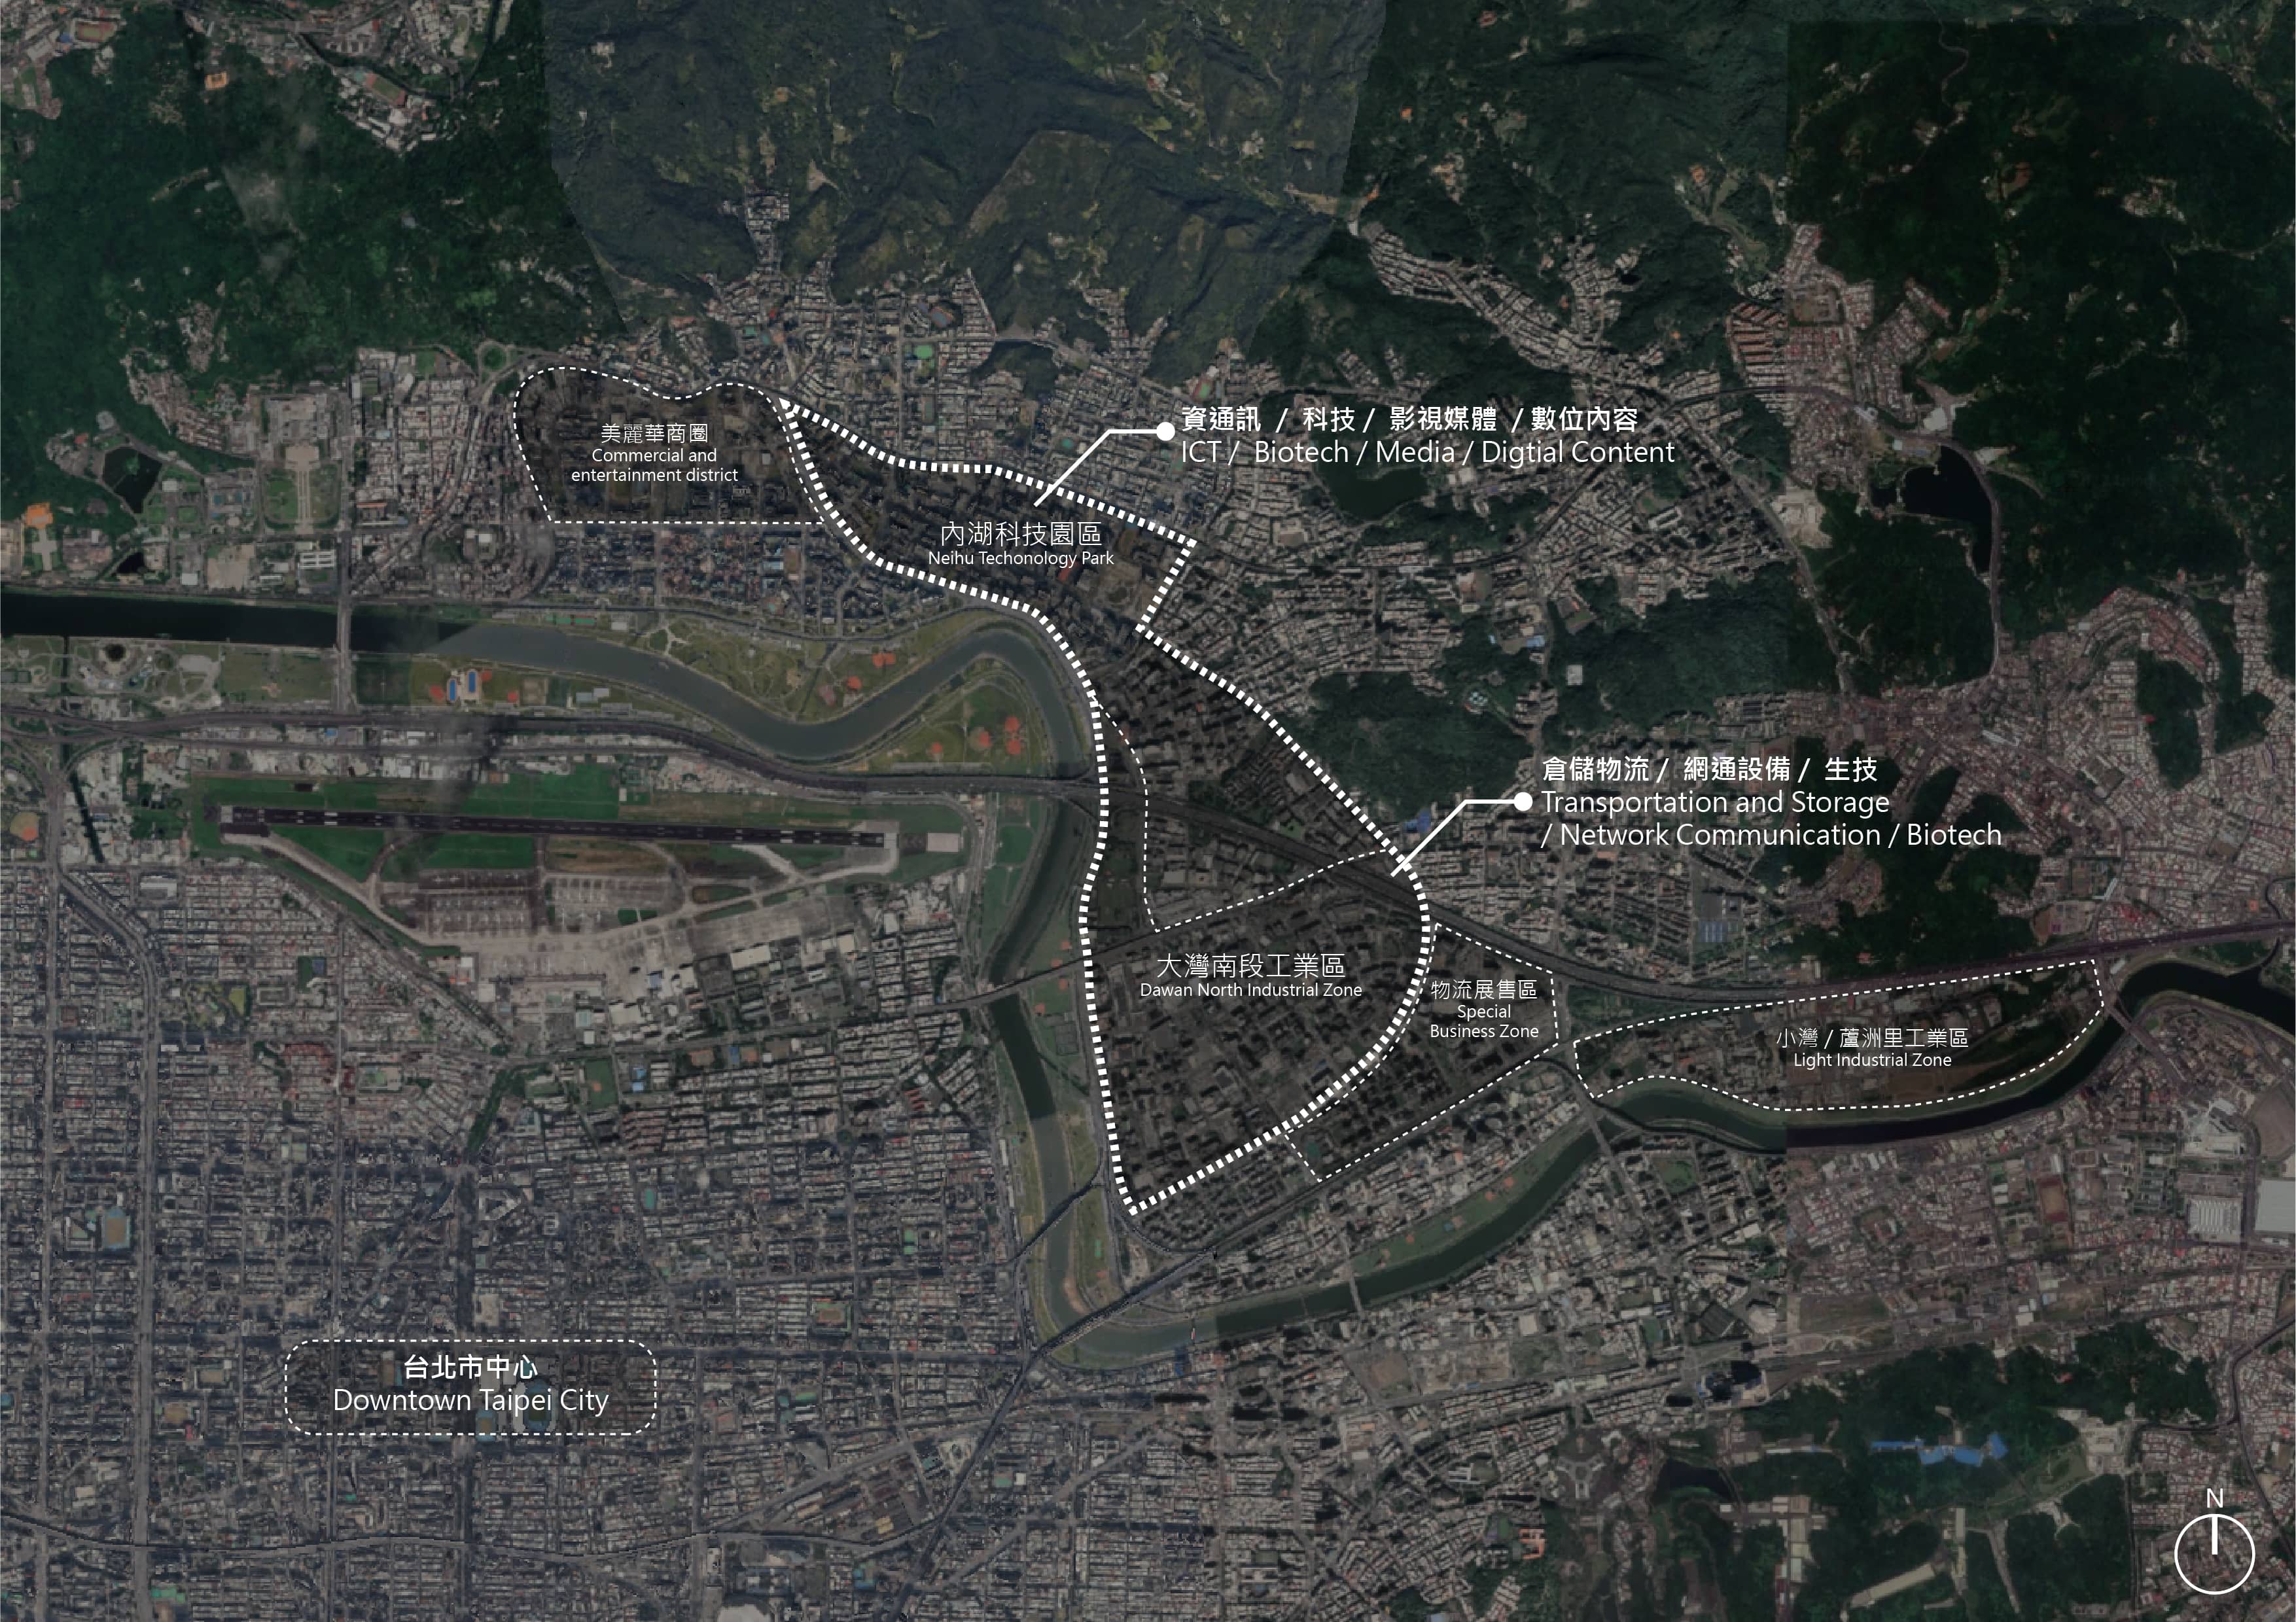 資通訊 / 科技 / 影視媒體 / 數位內容
ICT / Biotech / Media / Digtial Content
美麗華商圈
Commercial and
entertainment district
內湖科技園區
Neihu Techonology Park
倉儲物流 / 網通設備 / 生技
Transportation and Storage
/ Network Communication / Biotech
大灣南段工業區
Dawan North Industrial Zone
物流展售區
Special
Business Zone
小灣 / 蘆洲里工業區
Light Industrial Zone
台北市中心
Downtown Taipei City
N